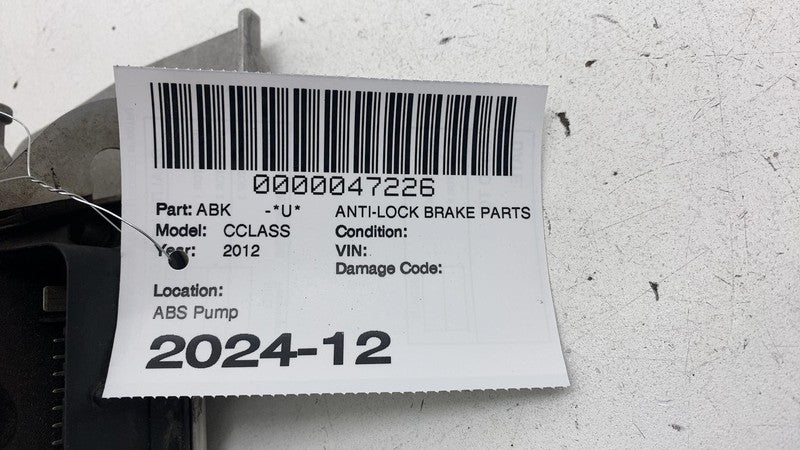 0000047226
Part: ABK -*U* ANTI-LOCK BRAKE PARTS
Model: CCLASS Condition:
Year: 2012 VIN:
Damage Code:
Location:
ABS Pump
2024-12